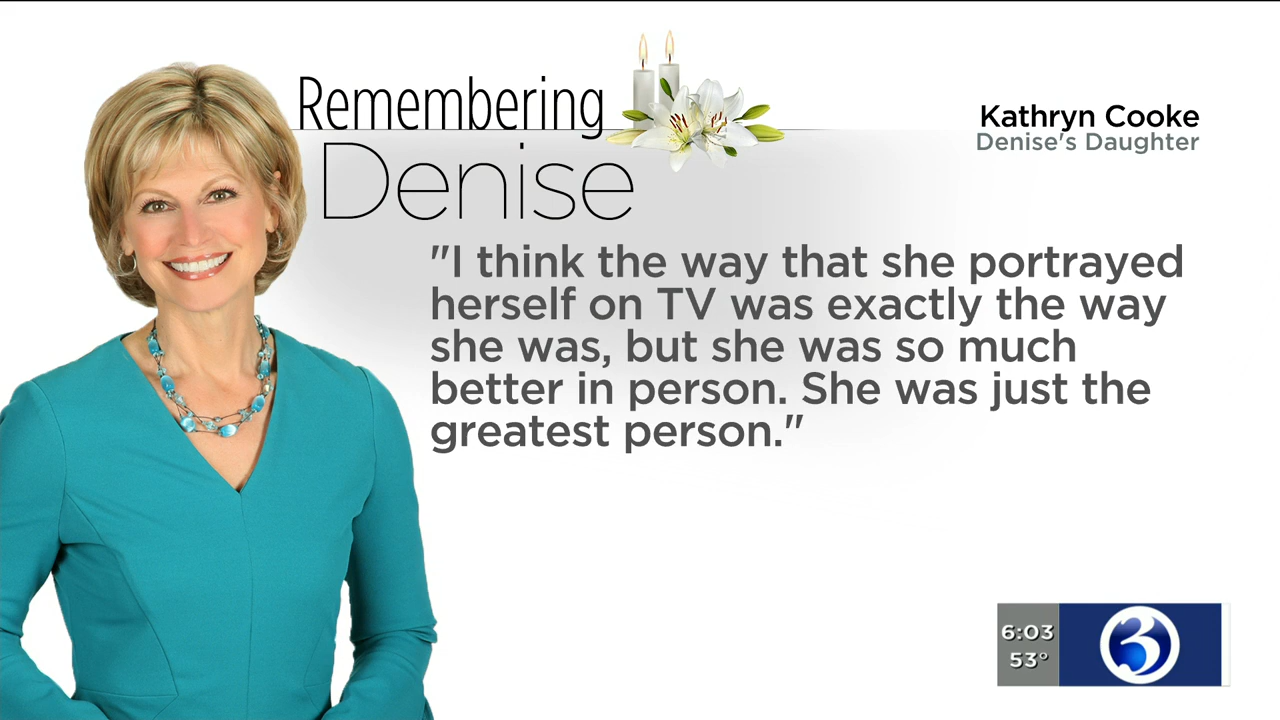 Remembering
Denise
Kathryn Cooke
Denise's Daughter
"I think the way that she portrayed
herself on TV was exactly the way
she was, but she was so much
better in person. She was just the
greatest person."
6:03
53°
3